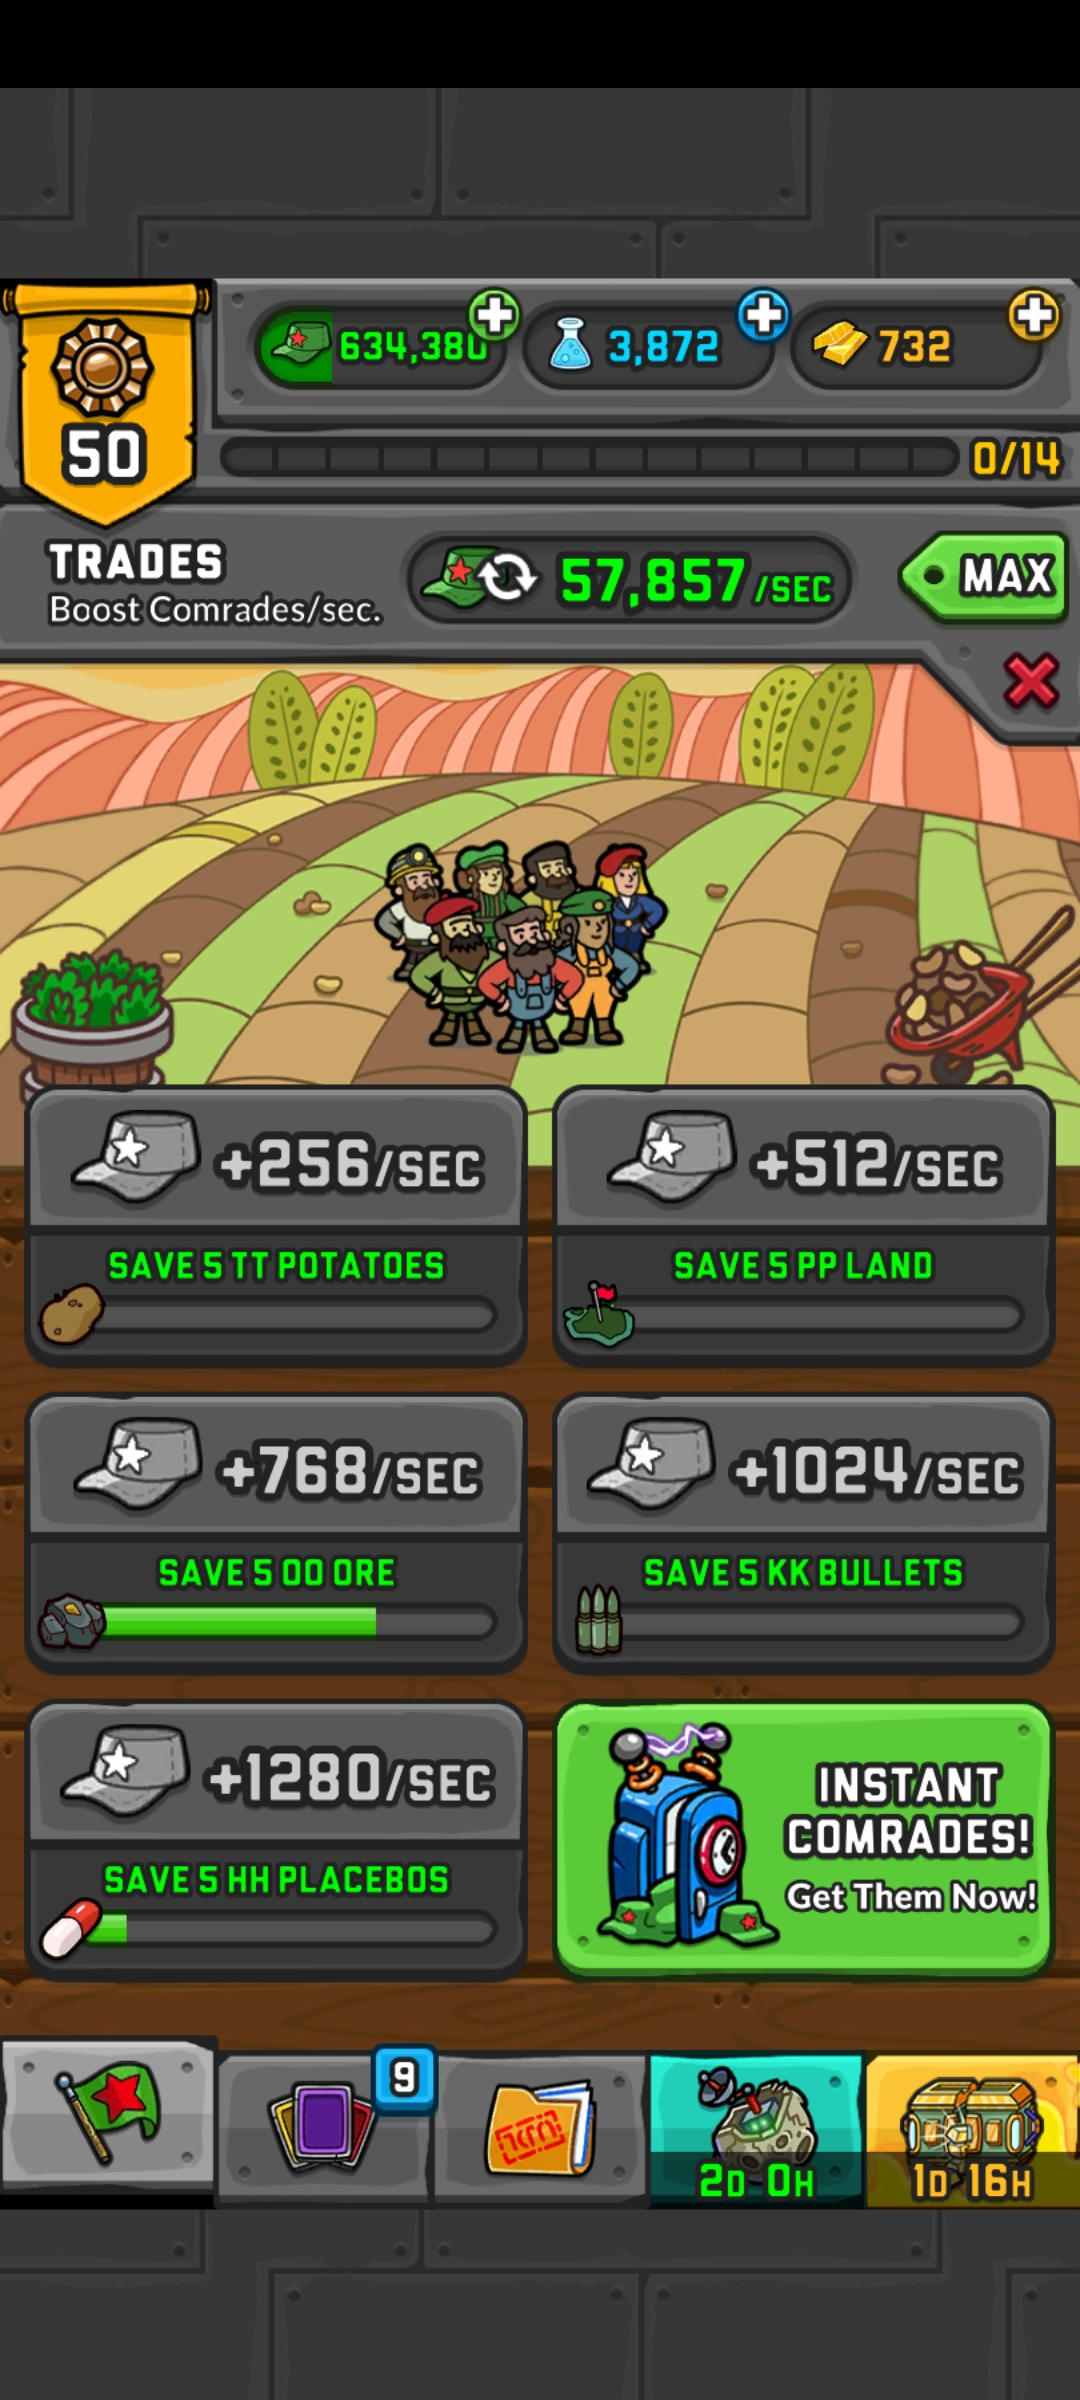 634,380
3,872
732
50
0/14
TRADES
Boost Comrades/sec.
57,857/SEC
MAX
+256/SEC
+512/SEC
SAVE 5 TT POTATOES
SAVE 5 PP LAND
+768/SEC
+1024/SEC
SAVE 5 OO ORE
SAVE 5 KK BULLETS
+1280/SEC
INSTANT
COMRADES!
Get Them Now!
SAVE 5 HH PLACEBOS
9
2D 0H
1D 16H